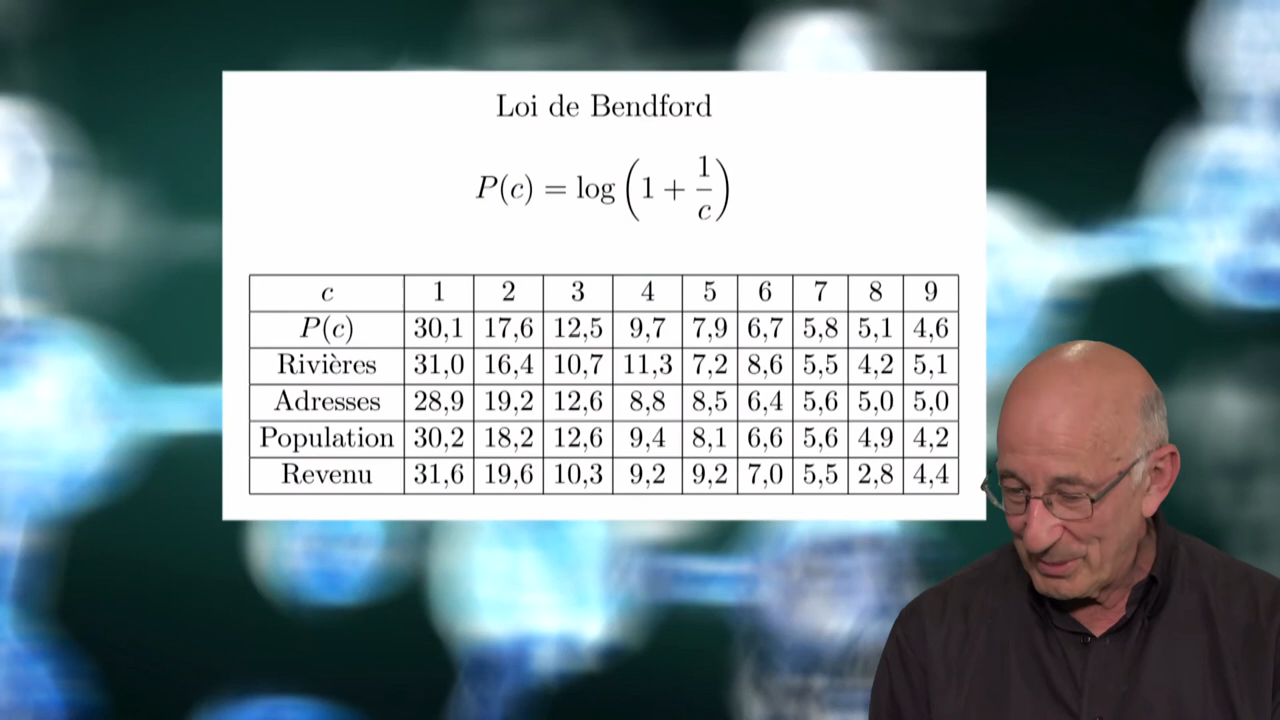 Loi de Bendford
P(c) = log(1 + 1/c)
c 1 2 3 4 5 6 7 8 9
P(c) 30,1 17,6 12,5 9,7 7,9 6,7 5,8 5,1 4,6
Rivières 31,0 16,4 10,7 11,3 7,2 8,6 5,5 4,2 5,1
Adresses 28,9 19,2 12,6 8,8 8,5 6,4 5,6 5,0 5,0
Population 30,2 18,2 12,6 9,4 8,1 6,6 5,6 4,9 4,2
Revenu 31,6 19,6 10,3 9,2 9,2 7,0 5,5 2,8 4,4